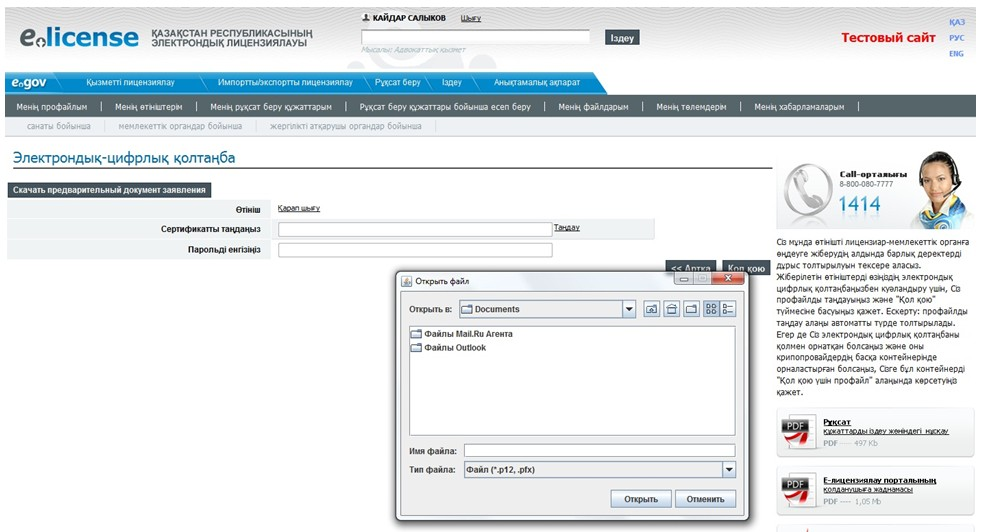 КАЙДАР САЛЫКОВ Шығу
e.license ҚАЗАҚСТАН РЕСПУБЛИКАСЫНЫҢ
ЭЛЕКТРОНДЫҚ ЛИЦЕНЗИЯЛАУЫ
Іздеу
Мысалы: Адвокаттық қызмет
Тестовый сайт
ҚАЗ
РУС
ENG
e.gov Қызметті лицензиялау Импортты/экспортты лицензиялау Рұқсат беру Іздеу Анықтамалық ақпарат
Менің профайлым | Менің өтініштерім | Менің рұқсат беру құжаттарым | Рұқсат беру құжаттары бойынша есеп беру | Менің файлдарым | Менің төлемдерім | Менің хабарламаларым |
санаты бойынша | мемлекеттік органдар бойынша | жергілікті атқарушы органдар бойынша
Электрондық-цифрлық қолтаңба
Скачать предварительный документ заявления
Өтініш Қарап шығу
Сертификатты таңдаңыз Таңдау
Парольді енгізіңіз
<< Артқа Қол қою
Открыть файл
Открыть в: Documents
Файлы Mail.Ru Агента
Файлы Outlook
Имя файла:
Тип файла: Файл (*.p12, .pfx)
Открыть Отменить
Call-орталығы
8-800-080-7777
1414
Сіз мұнда өтінішті лицензиар-мемлекеттік органға
өңдеуге жіберудің алдында барлық деректерді
дұрыс толтырылуын тексере аласыз.
Жіберілетін өтініштерді өзіңіздің электрондық
цифрлық қолтаңбаңызбен куәландыру үшін, Сіз
профайлды таңдауыңыз және "Қол қою"
түймесіне басуыңыз қажет. Ескерту: профайлды
таңдау алаңы автоматты түрде толтырылады.
Егер де Сіз электрондық цифрлық қолтаңбаны
қолмен орнатқан болсаңыз және оны
крипопровайдердің басқа контейнерінде
орналастырған болсаңыз, Сізге бұл контейнерді
"Қол қою үшін профайл" алаңында көрсетуіңіз
қажет.
PDF Рұқсат
құжаттарды іздеу жөніндегі нұсқау
PDF — 497 Kb
PDF Е-лицензиялау порталының
қолданушыға жаднамасы
PDF — 1,05 Mb